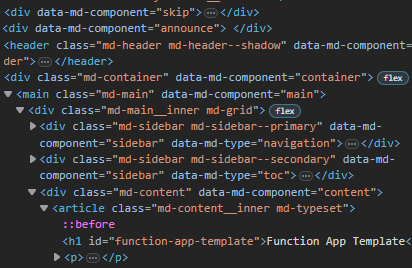 <div data-md-component="skip">…</div>
<div data-md-component="announce"> </div>
<header class="md-header md-header--shadow" data-md-component="hea
der">…</header>
<div class="md-container" data-md-component="container"> flex
<main class="md-main" data-md-component="main">
<div class="md-main__inner md-grid"> flex
<div class="md-sidebar md-sidebar--primary" data-md-
component="sidebar" data-md-type="navigation">…</div>
<div class="md-sidebar md-sidebar--secondary" data-md-
component="sidebar" data-md-type="toc">…</div>
<div class="md-content" data-md-component="content">
<article class="md-content__inner md-typeset">
::before
<h1 id="function-app-template">Function App Template<
<p>…</p>